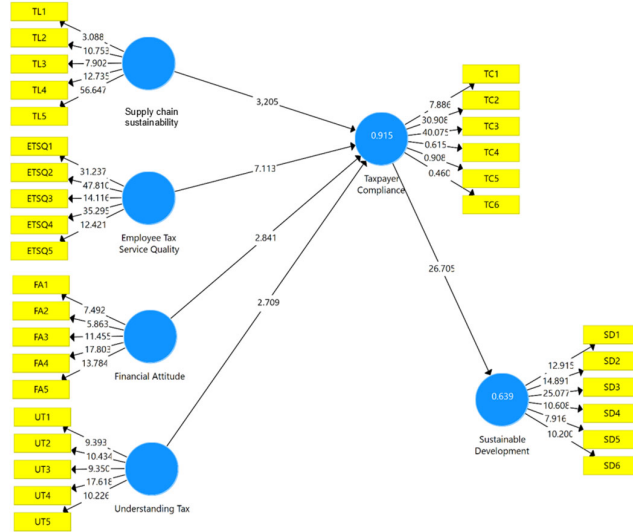 TL1
TL2
TL3
TL4
TL5
3.088
10.753
7.902
12.735
56.647
Supply chain
sustainability
3,205
ETSQ1
ETSQ2
ETSQ3
ETSQ4
ETSQ5
31.237
47.810
14.116
35.295
12.421
Employee Tax
Service Quality
7.113
FA1
FA2
FA3
FA4
FA5
7.492
5.863
11.455
17.803
13.784
Financial Attitude
2.841
UT1
UT2
UT3
UT4
UT5
9.393
10.434
9.350
17.618
10.226
Understanding Tax
2.709
0.915
Taxpayer
Compliance
7.886
30.908
40.075
0.615
0.908
0.460
TC1
TC2
TC3
TC4
TC5
TC6
26.705
0.639
Sustainable
Development
12.915
14.891
25.077
10.608
7.916
10.200
SD1
SD2
SD3
SD4
SD5
SD6